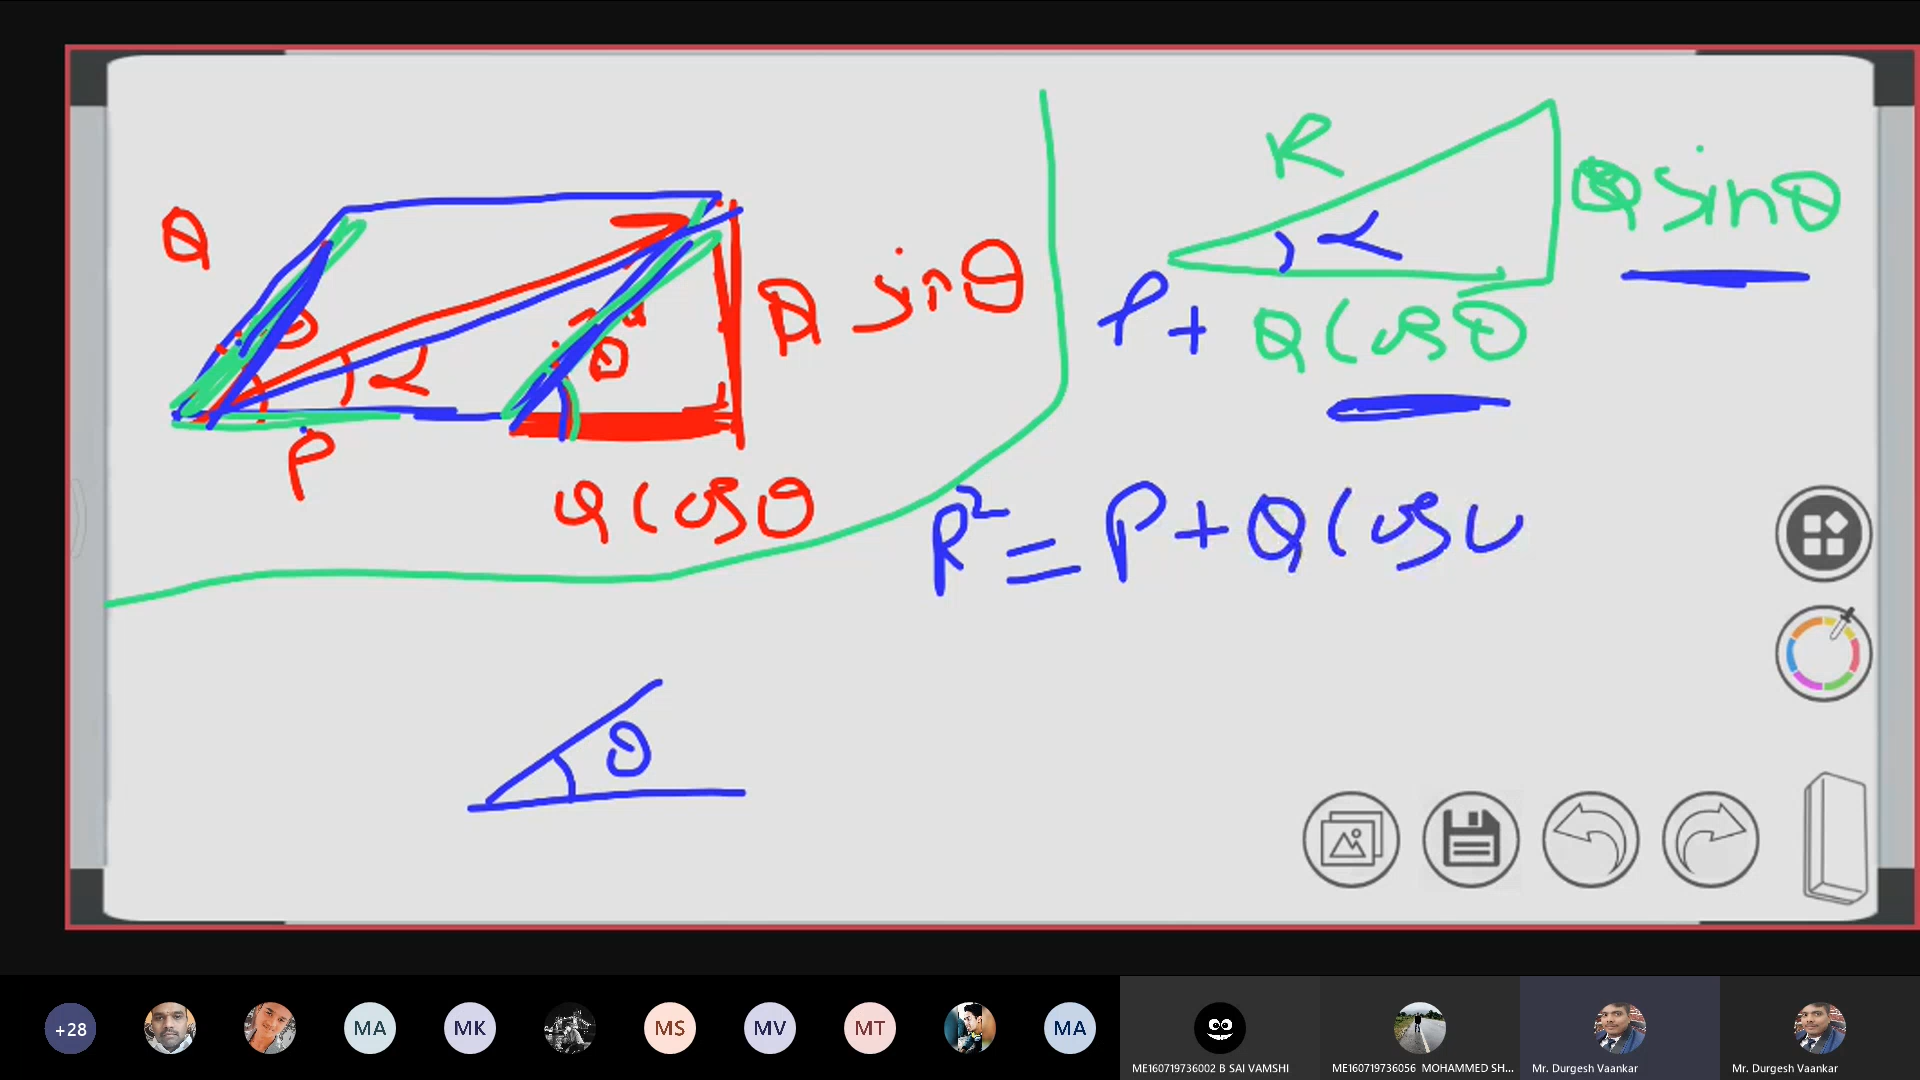 Q
θ
α
P
θ
Q sinθ
Q cosθ
R
α
Q sinθ
P + Q cosθ
R² = P + Q cos
θ
+28
MA
MK
MS
MV
MT
MA
ME160719736002 B SAI VAMSHI
ME160719736056 MOHAMMED SH...
Mr. Durgesh Vaankar
Mr. Durgesh Vaankar